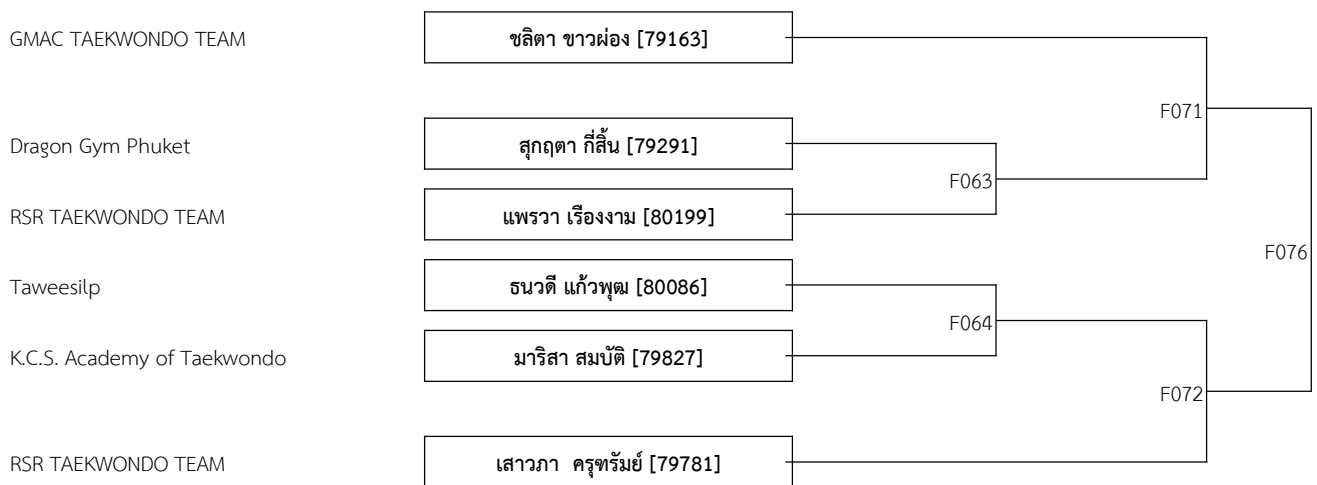 GMAC TAEKWONDO TEAM ชลิตา ขาวผ่อง [79163]
F071
Dragon Gym Phuket สุกฤตา กี่สิ้น [79291]
F063
RSR TAEKWONDO TEAM แพรวา เรืองงาม [80199]
F076
Taweesilp ธนวดี แก้วพุฒ [80086]
F064
K.C.S. Academy of Taekwondo มาริสา สมบัติ [79827]
F072
RSR TAEKWONDO TEAM เสาวภา ครุฑรัมย์ [79781]